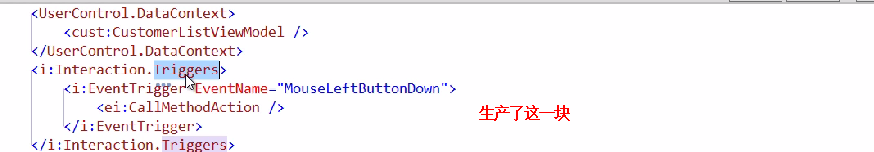 <UserControl.DataContext>
<cust:CustomerListViewModel />
</UserControl.DataContext>
<i:Interaction.Triggers>
<i:EventTrigger EventName="MouseLeftButtonDown">
<ei:CallMethodAction />
生产了这一块
</i:EventTrigger>
</i:Interaction.Triggers>